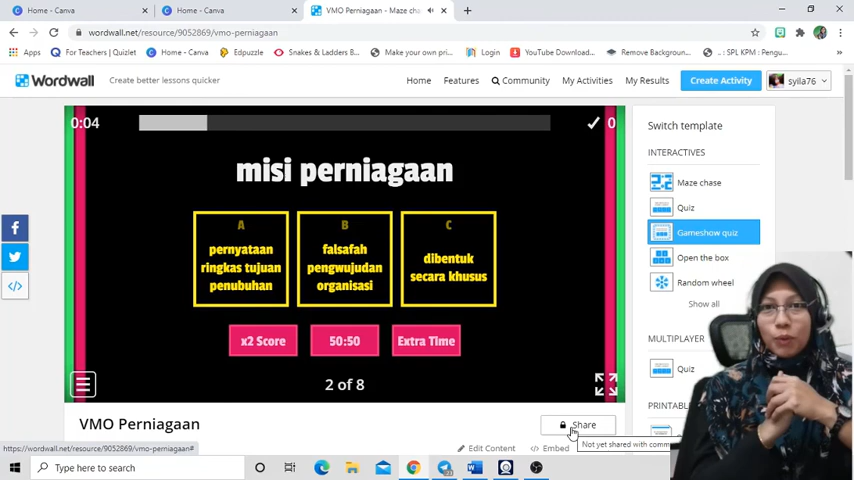 Home - Canva
Home - Canva
VMO Perniagaan - Maze cha
wordwall.net/resource/9052869/vmo-perniagaan
Apps
For Teachers | Quizlet
Home - Canva
Edpuzzle
Snakes & Ladders B...
Make your own pri...
Login
YouTube Download...
Remove Background...
.. : SPL KPM : Pengu...
Wordwall
Create better lessons quicker
Home
Features
Community
My Activities
My Results
Create Activity
syila76
0:04
0
misi perniagaan
A
pernyataan
ringkas tujuan
penubuhan
B
falsafah
pengwujudan
organisasi
C
dibentuk
secara khusus
x2 Score
50:50
Extra Time
2 of 8
Switch template
INTERACTIVES
Maze chase
Quiz
Gameshow quiz
Open the box
Random wheel
Show all
MULTIPLAYER
Quiz
PRINTABL
VMO Perniagaan
Share
Not yet shared with comm
Edit Content
Embed
https://wordwall.net/resource/9052869/vmo-perniagaan#
Type here to search